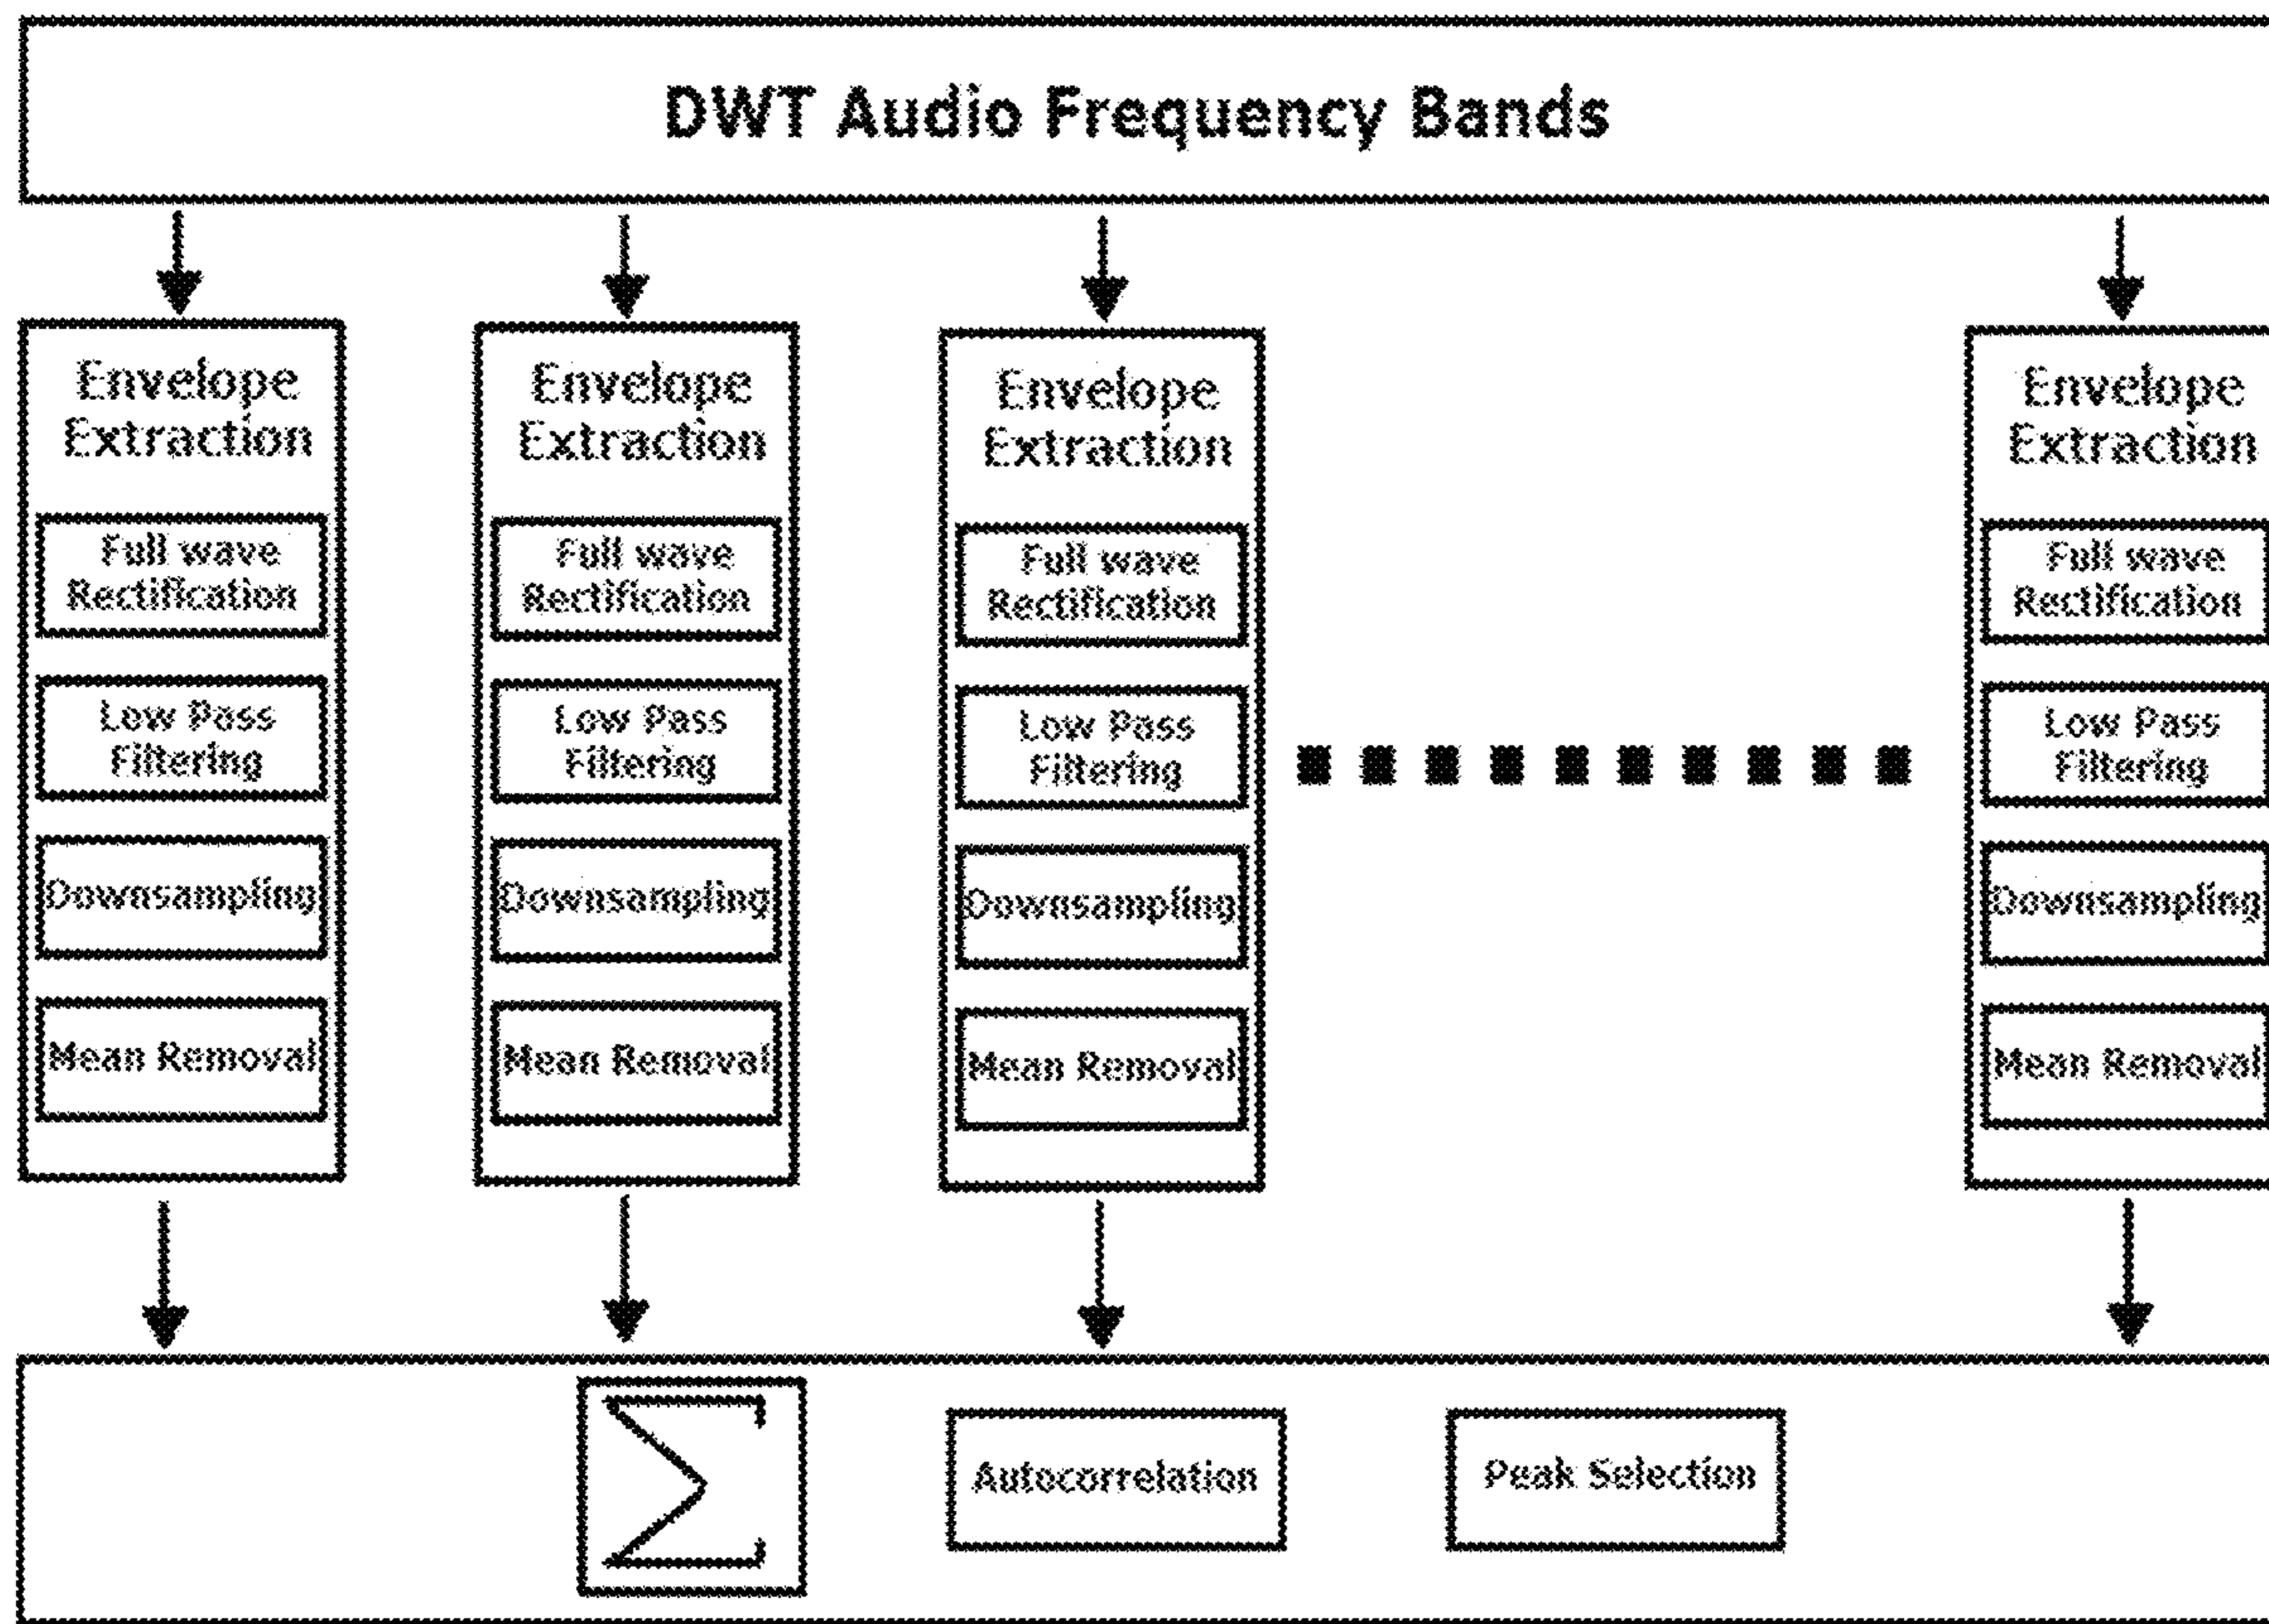 DWT Audio Frequency Bands
Envelope
Extraction
Full wave
Rectification
Low Pass
Filtering
Downsampling
Mean Removal
Envelope
Extraction
Full wave
Rectification
Low Pass
Filtering
Downsampling
Mean Removal
Envelope
Extraction
Full wave
Rectification
Low Pass
Filtering
Downsampling
Mean Removal
Envelope
Extraction
Full wave
Rectification
Low Pass
Filtering
Downsampling
Mean Removal
∑
Autocorrelation
Peak Selection